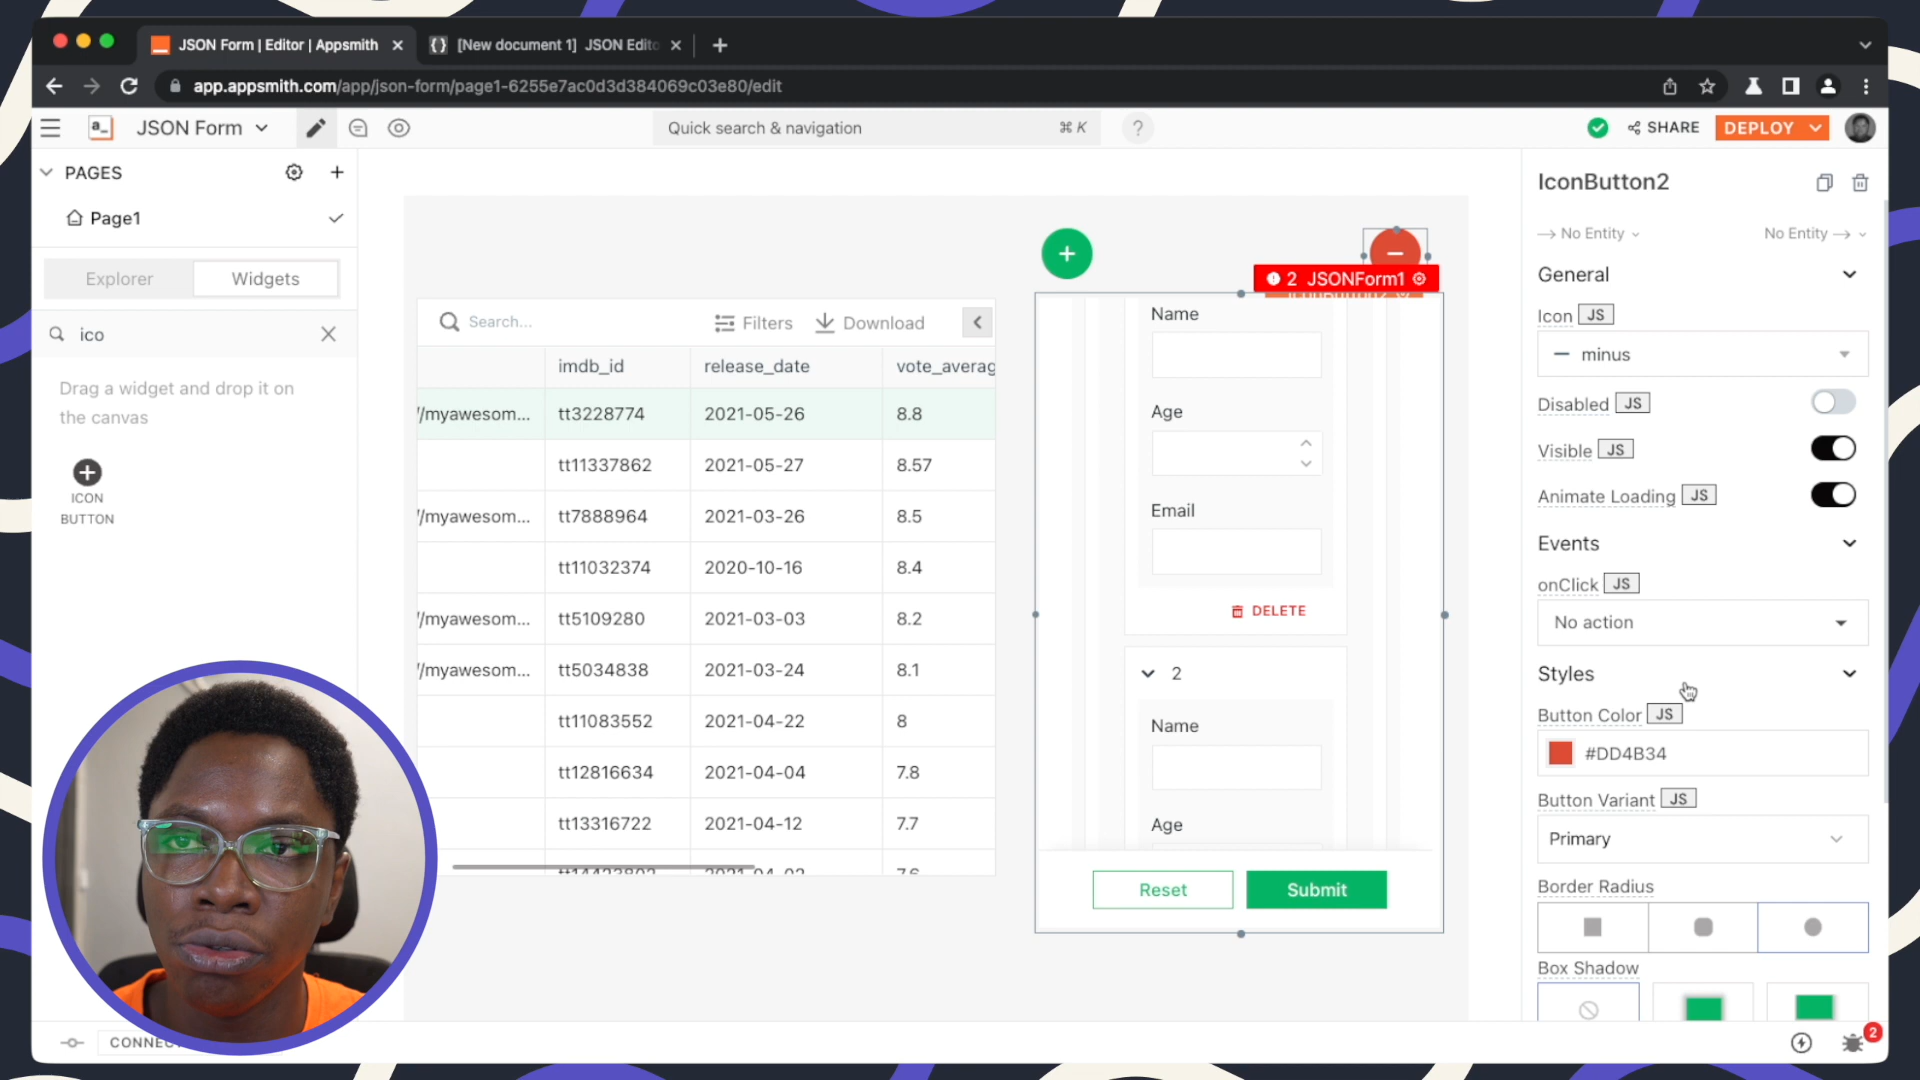 JSON Form | Editor | Appsmith
[New document 1] JSON Edito
app.appsmith.com/app/json-form/page1-6255e7ac0d3d384069c03e80/edit
a_
JSON Form
Quick search & navigation
⌘ K
?
SHARE
DEPLOY
PAGES
Page1
Explorer
Widgets
ico
Drag a widget and drop it on
the canvas
ICON
BUTTON
CONNEC
Search...
Filters
Download
imdb_id release_date vote_averag
//myawesom... tt3228774 2021-05-26 8.8
tt11337862 2021-05-27 8.57
//myawesom... tt7888964 2021-03-26 8.5
tt11032374 2020-10-16 8.4
//myawesom... tt5109280 2021-03-03 8.2
//myawesom... tt5034838 2021-03-24 8.1
tt11083552 2021-04-22 8
tt12816634 2021-04-04 7.8
tt13316722 2021-04-12 7.7
2 JSONForm1
Name
Age
Email
DELETE
2
Name
Age
Reset
Submit
IconButton2
No Entity
No Entity
General
Icon JS
minus
Disabled JS
Visible JS
Animate Loading JS
Events
onClick JS
No action
Styles
Button Color JS
#DD4B34
Button Variant JS
Primary
Border Radius
Box Shadow
2